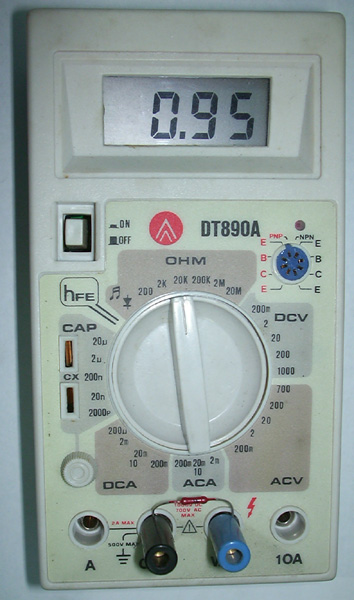 0.95
ON
OFF
DT890A
PNP NPN
E E
B B
C C
E E
OHM
200 2K 20K 200K 2M 20M
hFE
CAP
20µ
2µ
CX 200n
20n
2000p
DCV
200m
2
20
200
1000
ACV
700
200
20
2
200m
DCA
200µ
2m
20m
10
200m
ACA
200m 20m
2m
10
2A MAX
500V MAX
100V AC
MAX
A
10A